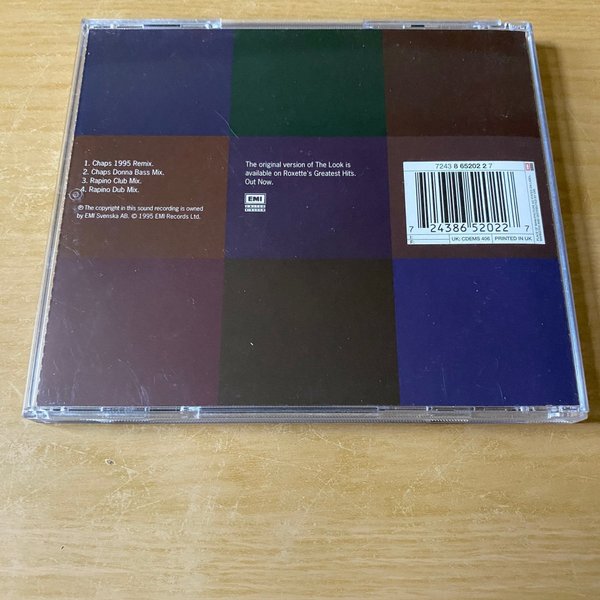 1. Chaps 1995 Remix.
2. Chaps Donna Bass Mix.
3. Rapino Club Mix.
4. Rapino Dub Mix.
℗ The copyright in this sound recording is owned
by EMI Svenska AB. © 1995 EMI Records Ltd.
The original version of The Look is
available on Roxette's Greatest Hits.
Out Now.
EMI
7243 8 65202 2 7
7 24386 52022 7
UK: CDEMS 406 PRINTED IN UK